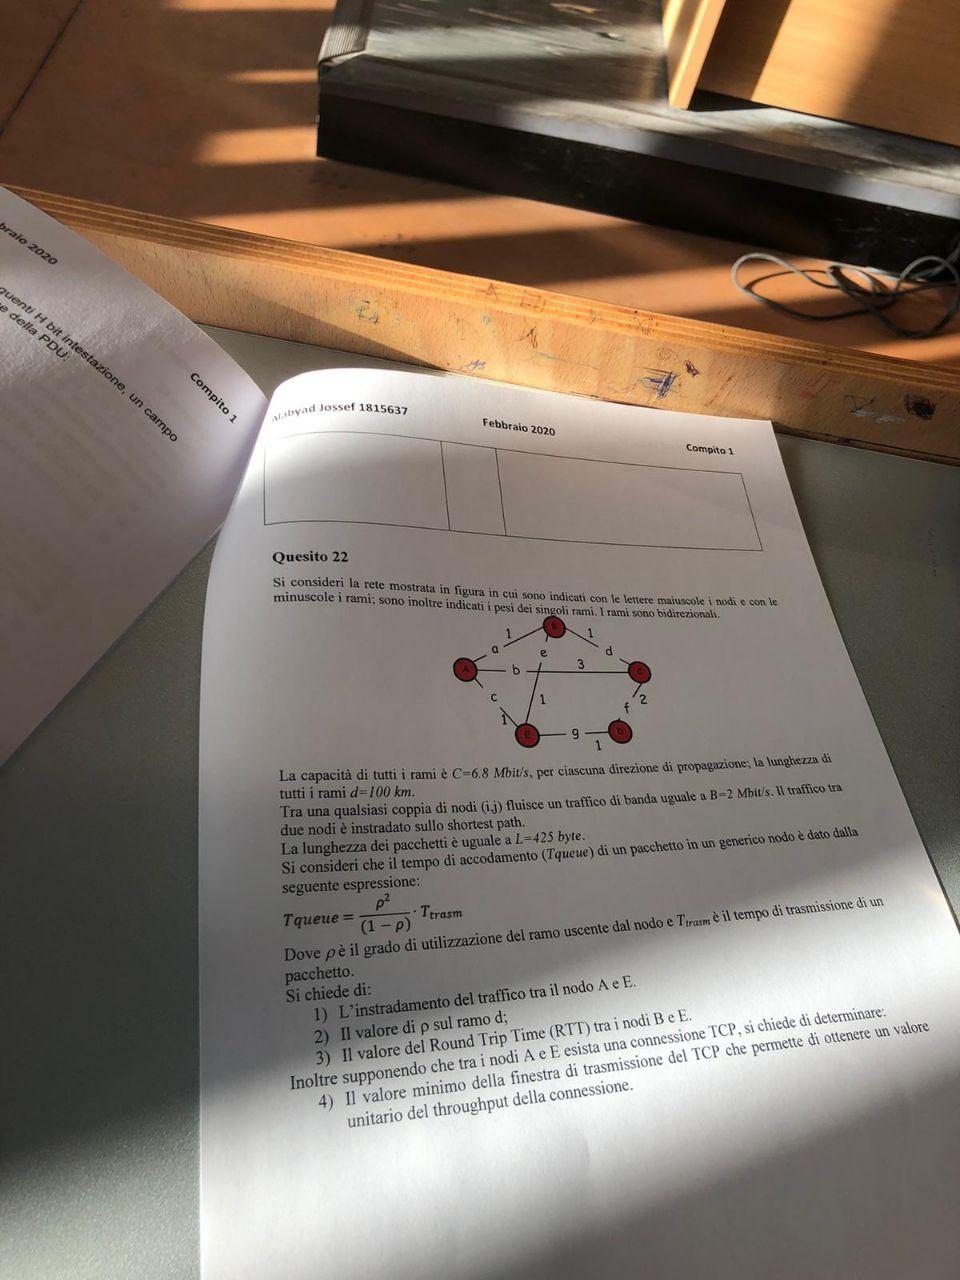 braio 2020
Compito 1
guenti H bit intestazione, un campo
e della PDU:
Alabyad Jossef 1815637
Febbraio 2020
Compito 1
Quesito 22
Si consideri la rete mostrata in figura in cui sono indicati con le lettere maiuscole i nodi e con le
minuscole i rami; sono inoltre indicati i pesi dei singoli rami. I rami sono bidirezionali.
B
1
1
a
e
d
A
b
3
C
c
1
f
2
1
E
g
D
1
La capacità di tutti i rami è C=6.8 Mbit/s, per ciascuna direzione di propagazione; la lunghezza di
tutti i rami d=100 km.
Tra una qualsiasi coppia di nodi (i,j) fluisce un traffico di banda uguale a B=2 Mbit/s. Il traffico tra
due nodi è instradato sullo shortest path.
La lunghezza dei pacchetti è uguale a L=425 byte.
Si consideri che il tempo di accodamento (Tqueue) di un pacchetto in un generico nodo è dato dalla
seguente espressione:
Tqueue = ρ² / (1 − ρ) · Ttrasm
Dove ρ è il grado di utilizzazione del ramo uscente dal nodo e Ttrasm è il tempo di trasmissione di un
pacchetto.
Si chiede di:
1) L'instradamento del traffico tra il nodo A e E.
2) Il valore di ρ sul ramo d;
3) Il valore del Round Trip Time (RTT) tra i nodi B e E.
Inoltre supponendo che tra i nodi A e E esista una connessione TCP, si chiede di determinare:
4) Il valore minimo della finestra di trasmissione del TCP che permette di ottenere un valore
unitario del throughput della connessione.